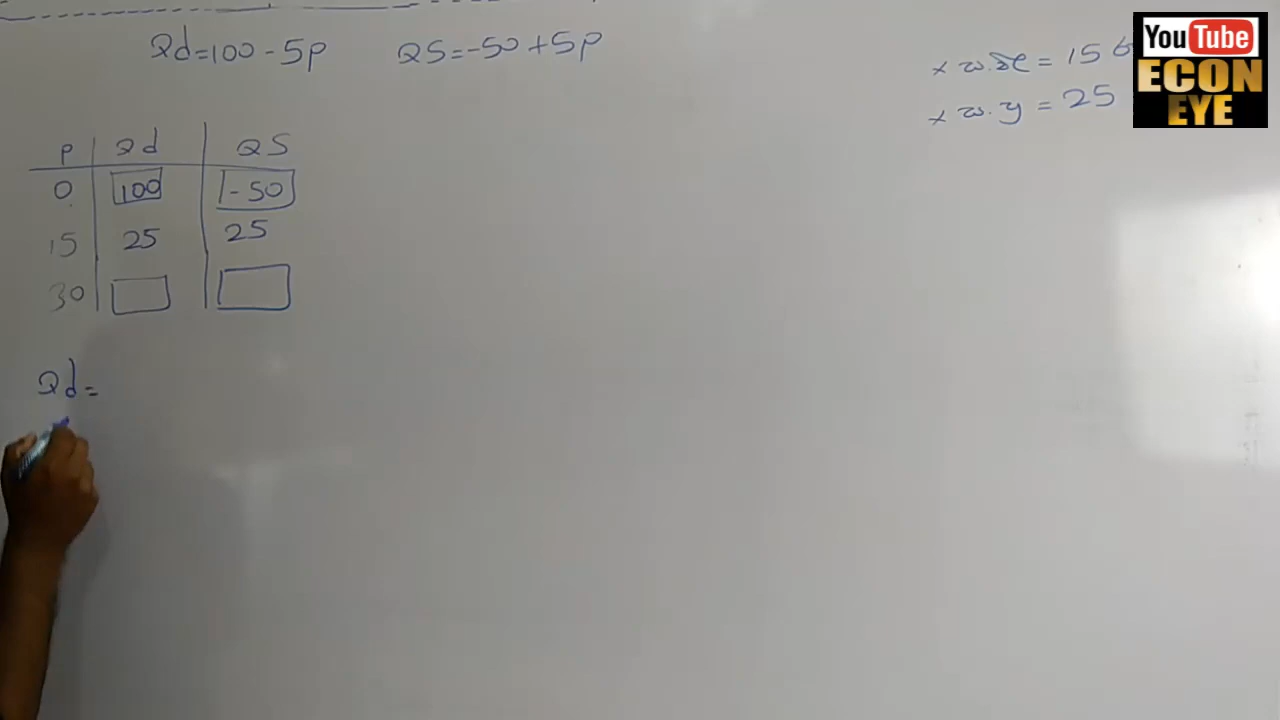 Qd=100-5p QS=-50+5p
YouTube
ECON
EYE
= 15
= 25
P Qd QS
0 100 -50
15 25 25
30
Qd=